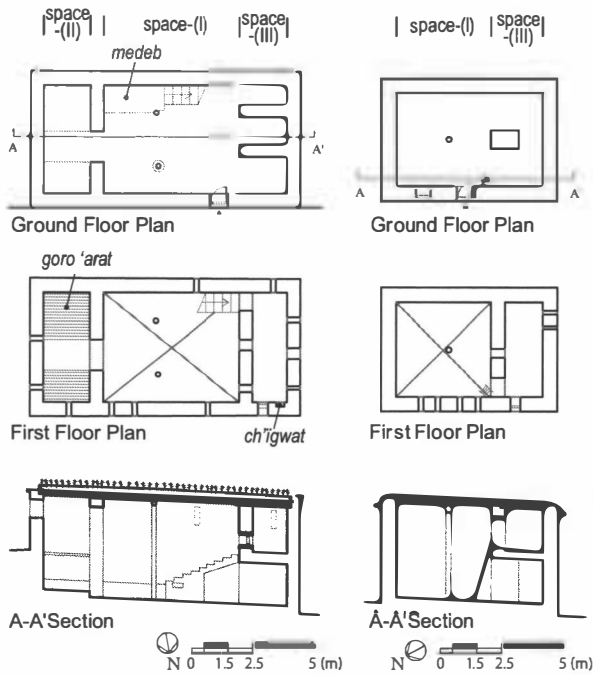 space
-(II)
space-(I)
space
-(III)
medeb
A
A'
Ground Floor Plan
goro 'arat
First Floor Plan
ch'ïgwat
A-A'Section
N 0 1.5 2.5 5 (m)
space-(I)
space
-(III)
A
A
Ground Floor Plan
First Floor Plan
A-A'Section
N 0 1.5 2.5 5 (m)